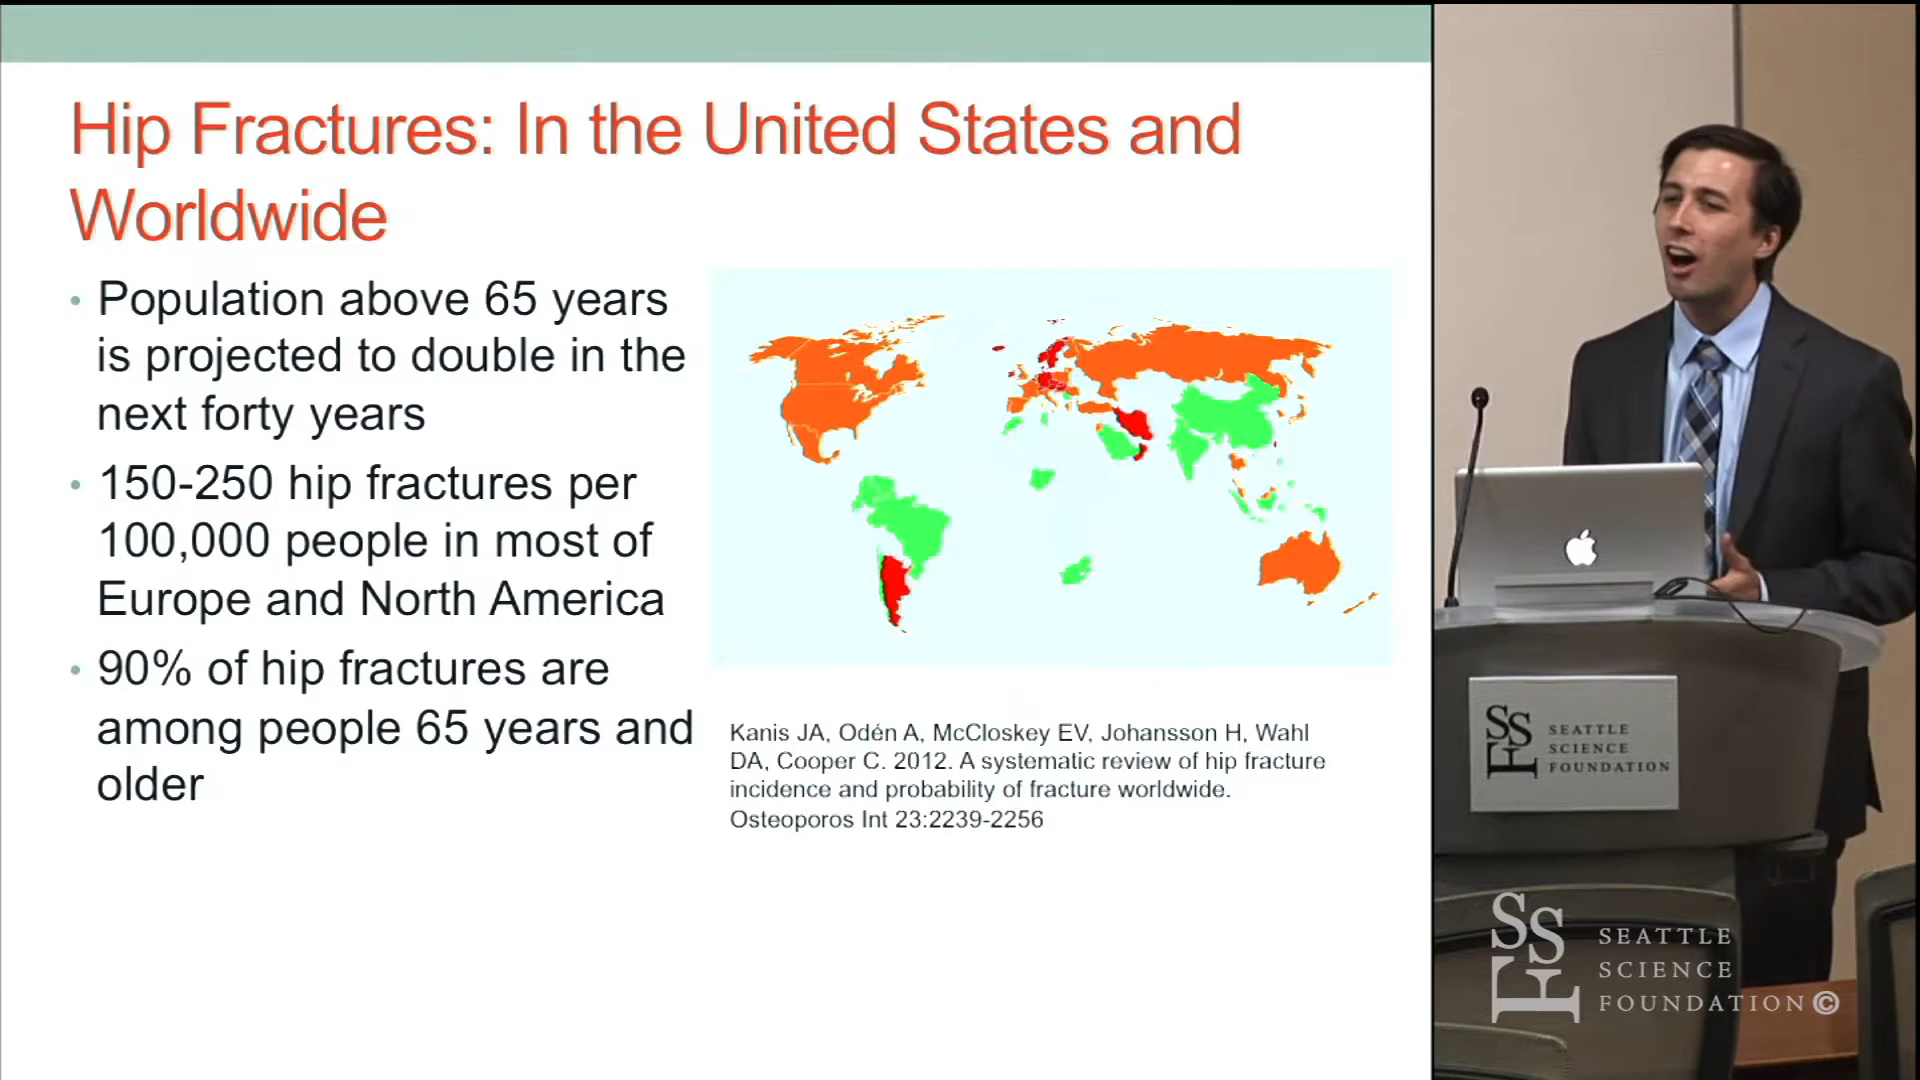 Hip Fractures: In the United States and
Worldwide
• Population above 65 years
is projected to double in the
next forty years
• 150-250 hip fractures per
100,000 people in most of
Europe and North America
• 90% of hip fractures are
among people 65 years and
older
Kanis JA, Odén A, McCloskey EV, Johansson H, Wahl
DA, Cooper C. 2012. A systematic review of hip fracture
incidence and probability of fracture worldwide.
Osteoporos Int 23:2239-2256
SSF
SEATTLE
SCIENCE
FOUNDATION
SSF
SEATTLE
SCIENCE
FOUNDATION©